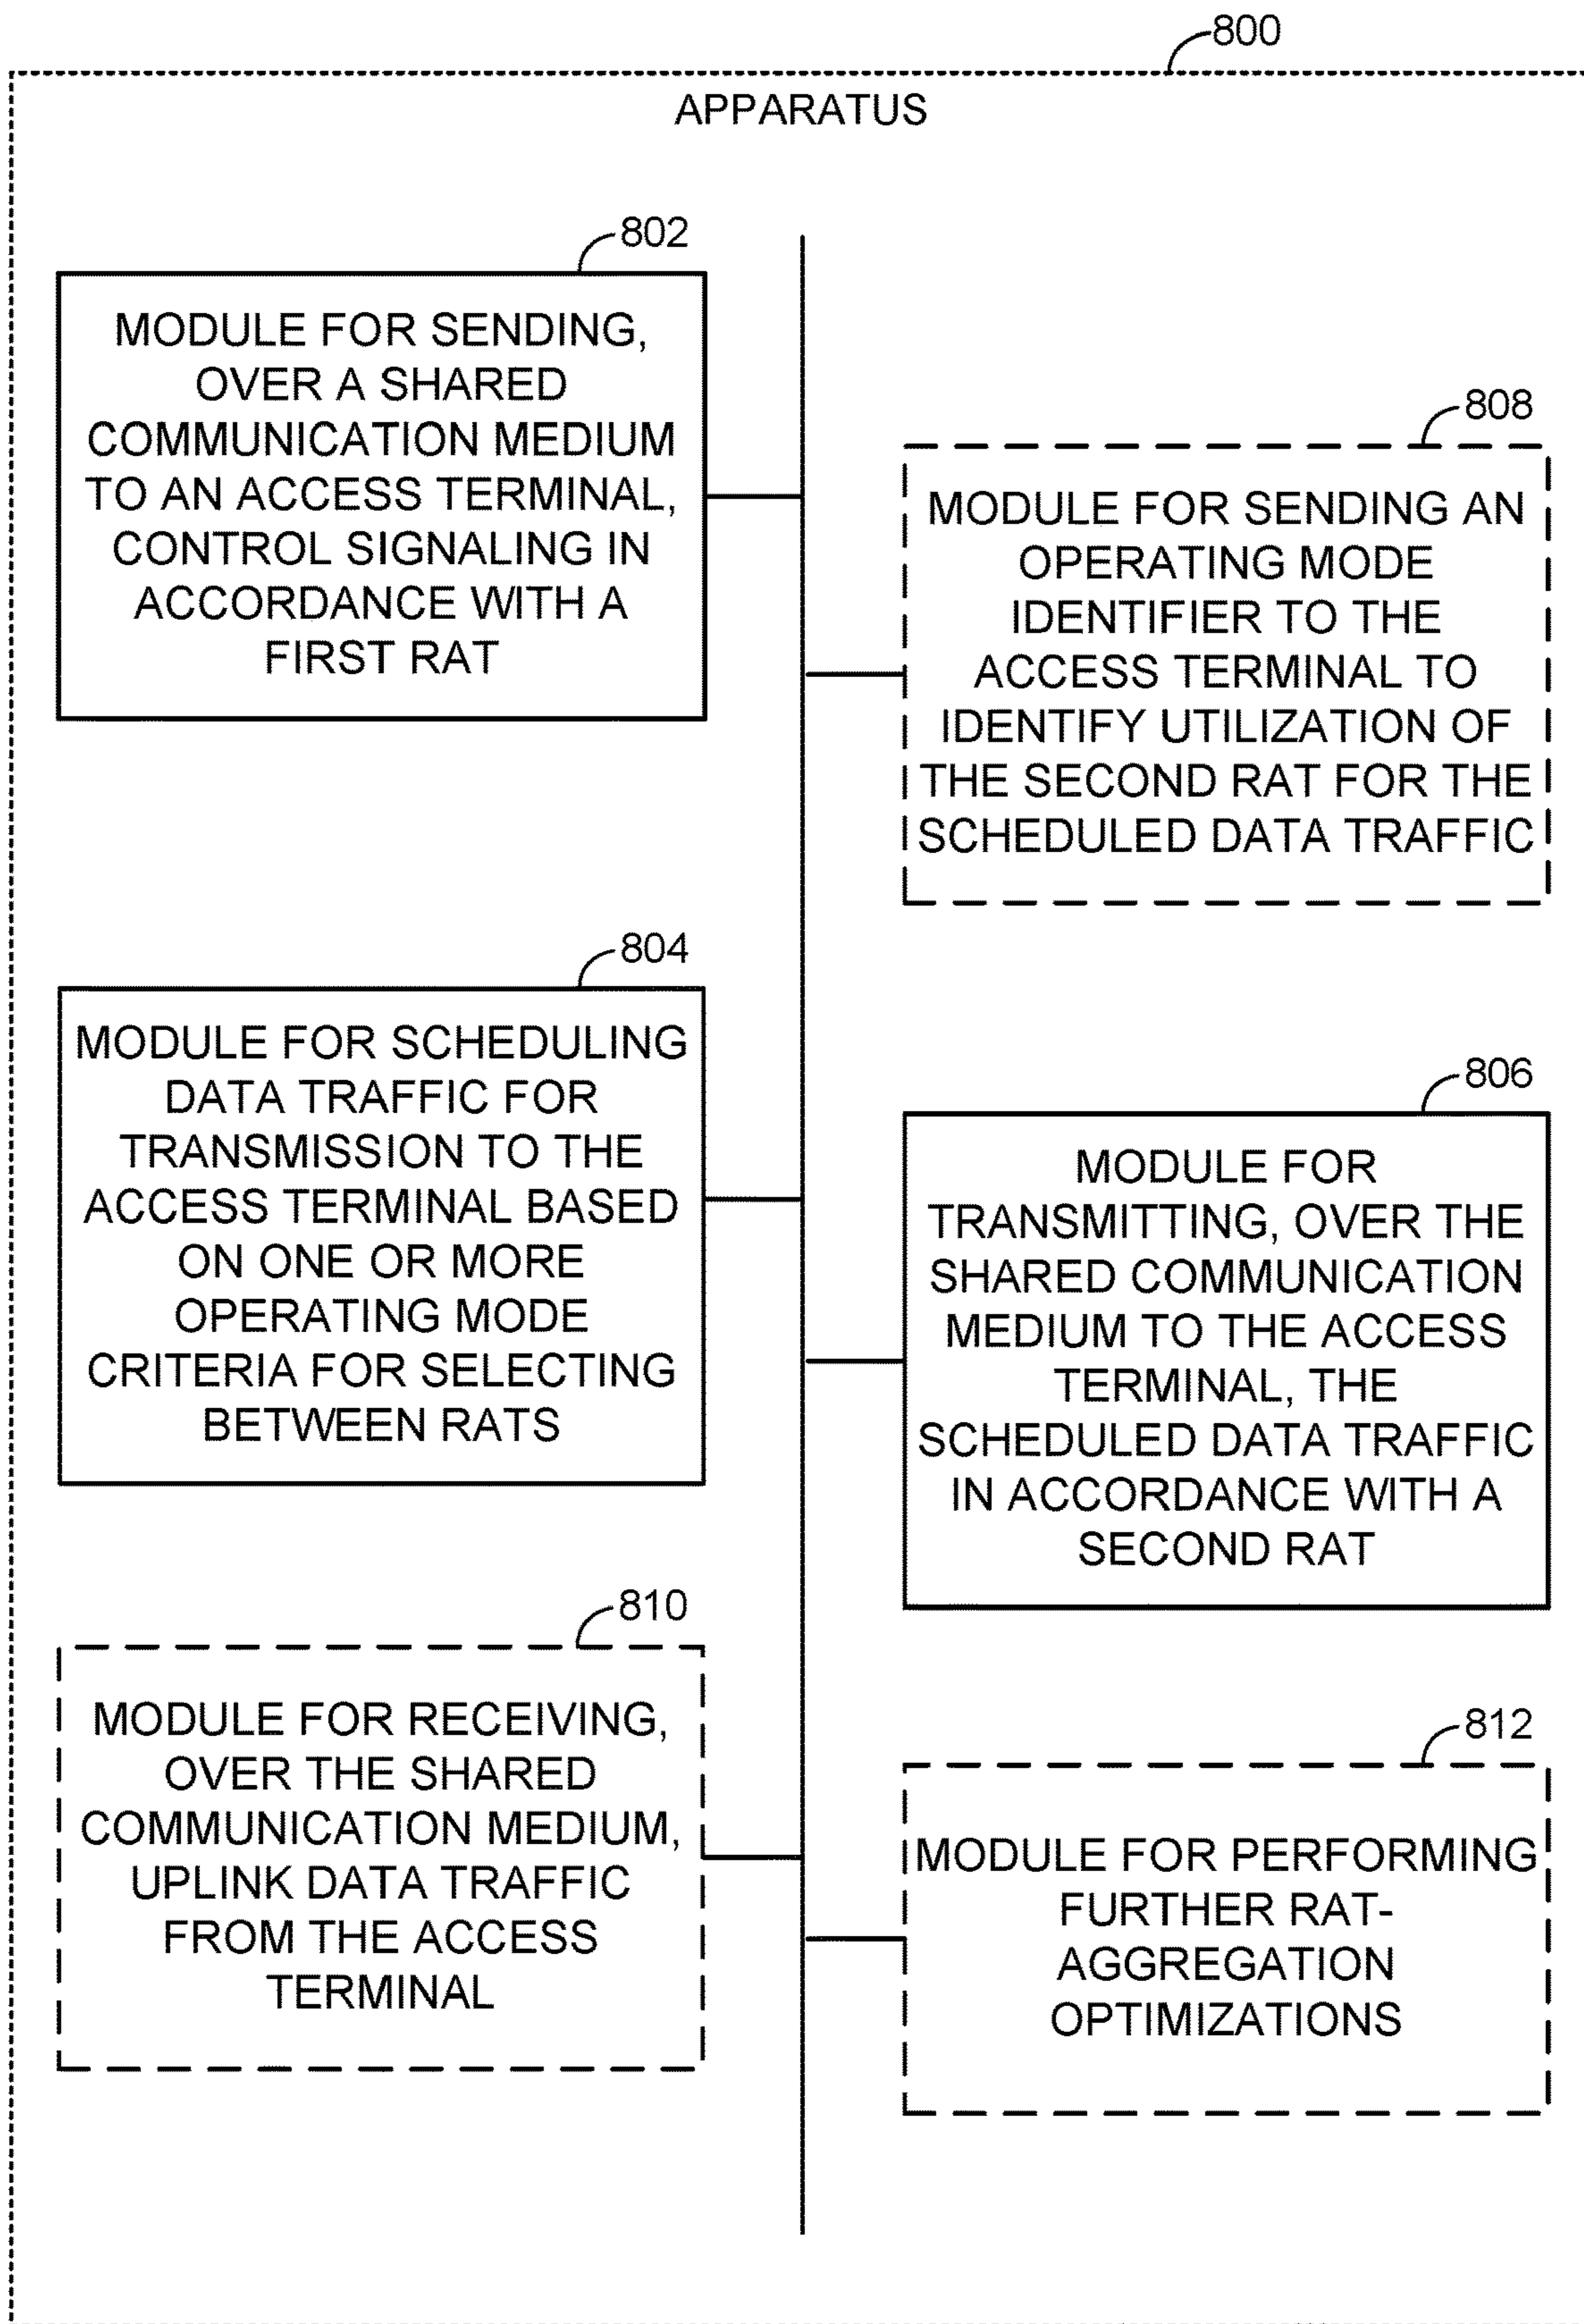 800
APPARATUS
802
MODULE FOR SENDING,
OVER A SHARED
COMMUNICATION MEDIUM
TO AN ACCESS TERMINAL,
CONTROL SIGNALING IN
ACCORDANCE WITH A
FIRST RAT
808
MODULE FOR SENDING AN
OPERATING MODE
IDENTIFIER TO THE
ACCESS TERMINAL TO
IDENTIFY UTILIZATION OF
THE SECOND RAT FOR THE
SCHEDULED DATA TRAFFIC
804
MODULE FOR SCHEDULING
DATA TRAFFIC FOR
TRANSMISSION TO THE
ACCESS TERMINAL BASED
ON ONE OR MORE
OPERATING MODE
CRITERIA FOR SELECTING
BETWEEN RATS
806
MODULE FOR
TRANSMITTING, OVER THE
SHARED COMMUNICATION
MEDIUM TO THE ACCESS
TERMINAL, THE
SCHEDULED DATA TRAFFIC
IN ACCORDANCE WITH A
SECOND RAT
810
MODULE FOR RECEIVING,
OVER THE SHARED
COMMUNICATION MEDIUM,
UPLINK DATA TRAFFIC
FROM THE ACCESS
TERMINAL
812
MODULE FOR PERFORMING
FURTHER RAT-
AGGREGATION
OPTIMIZATIONS